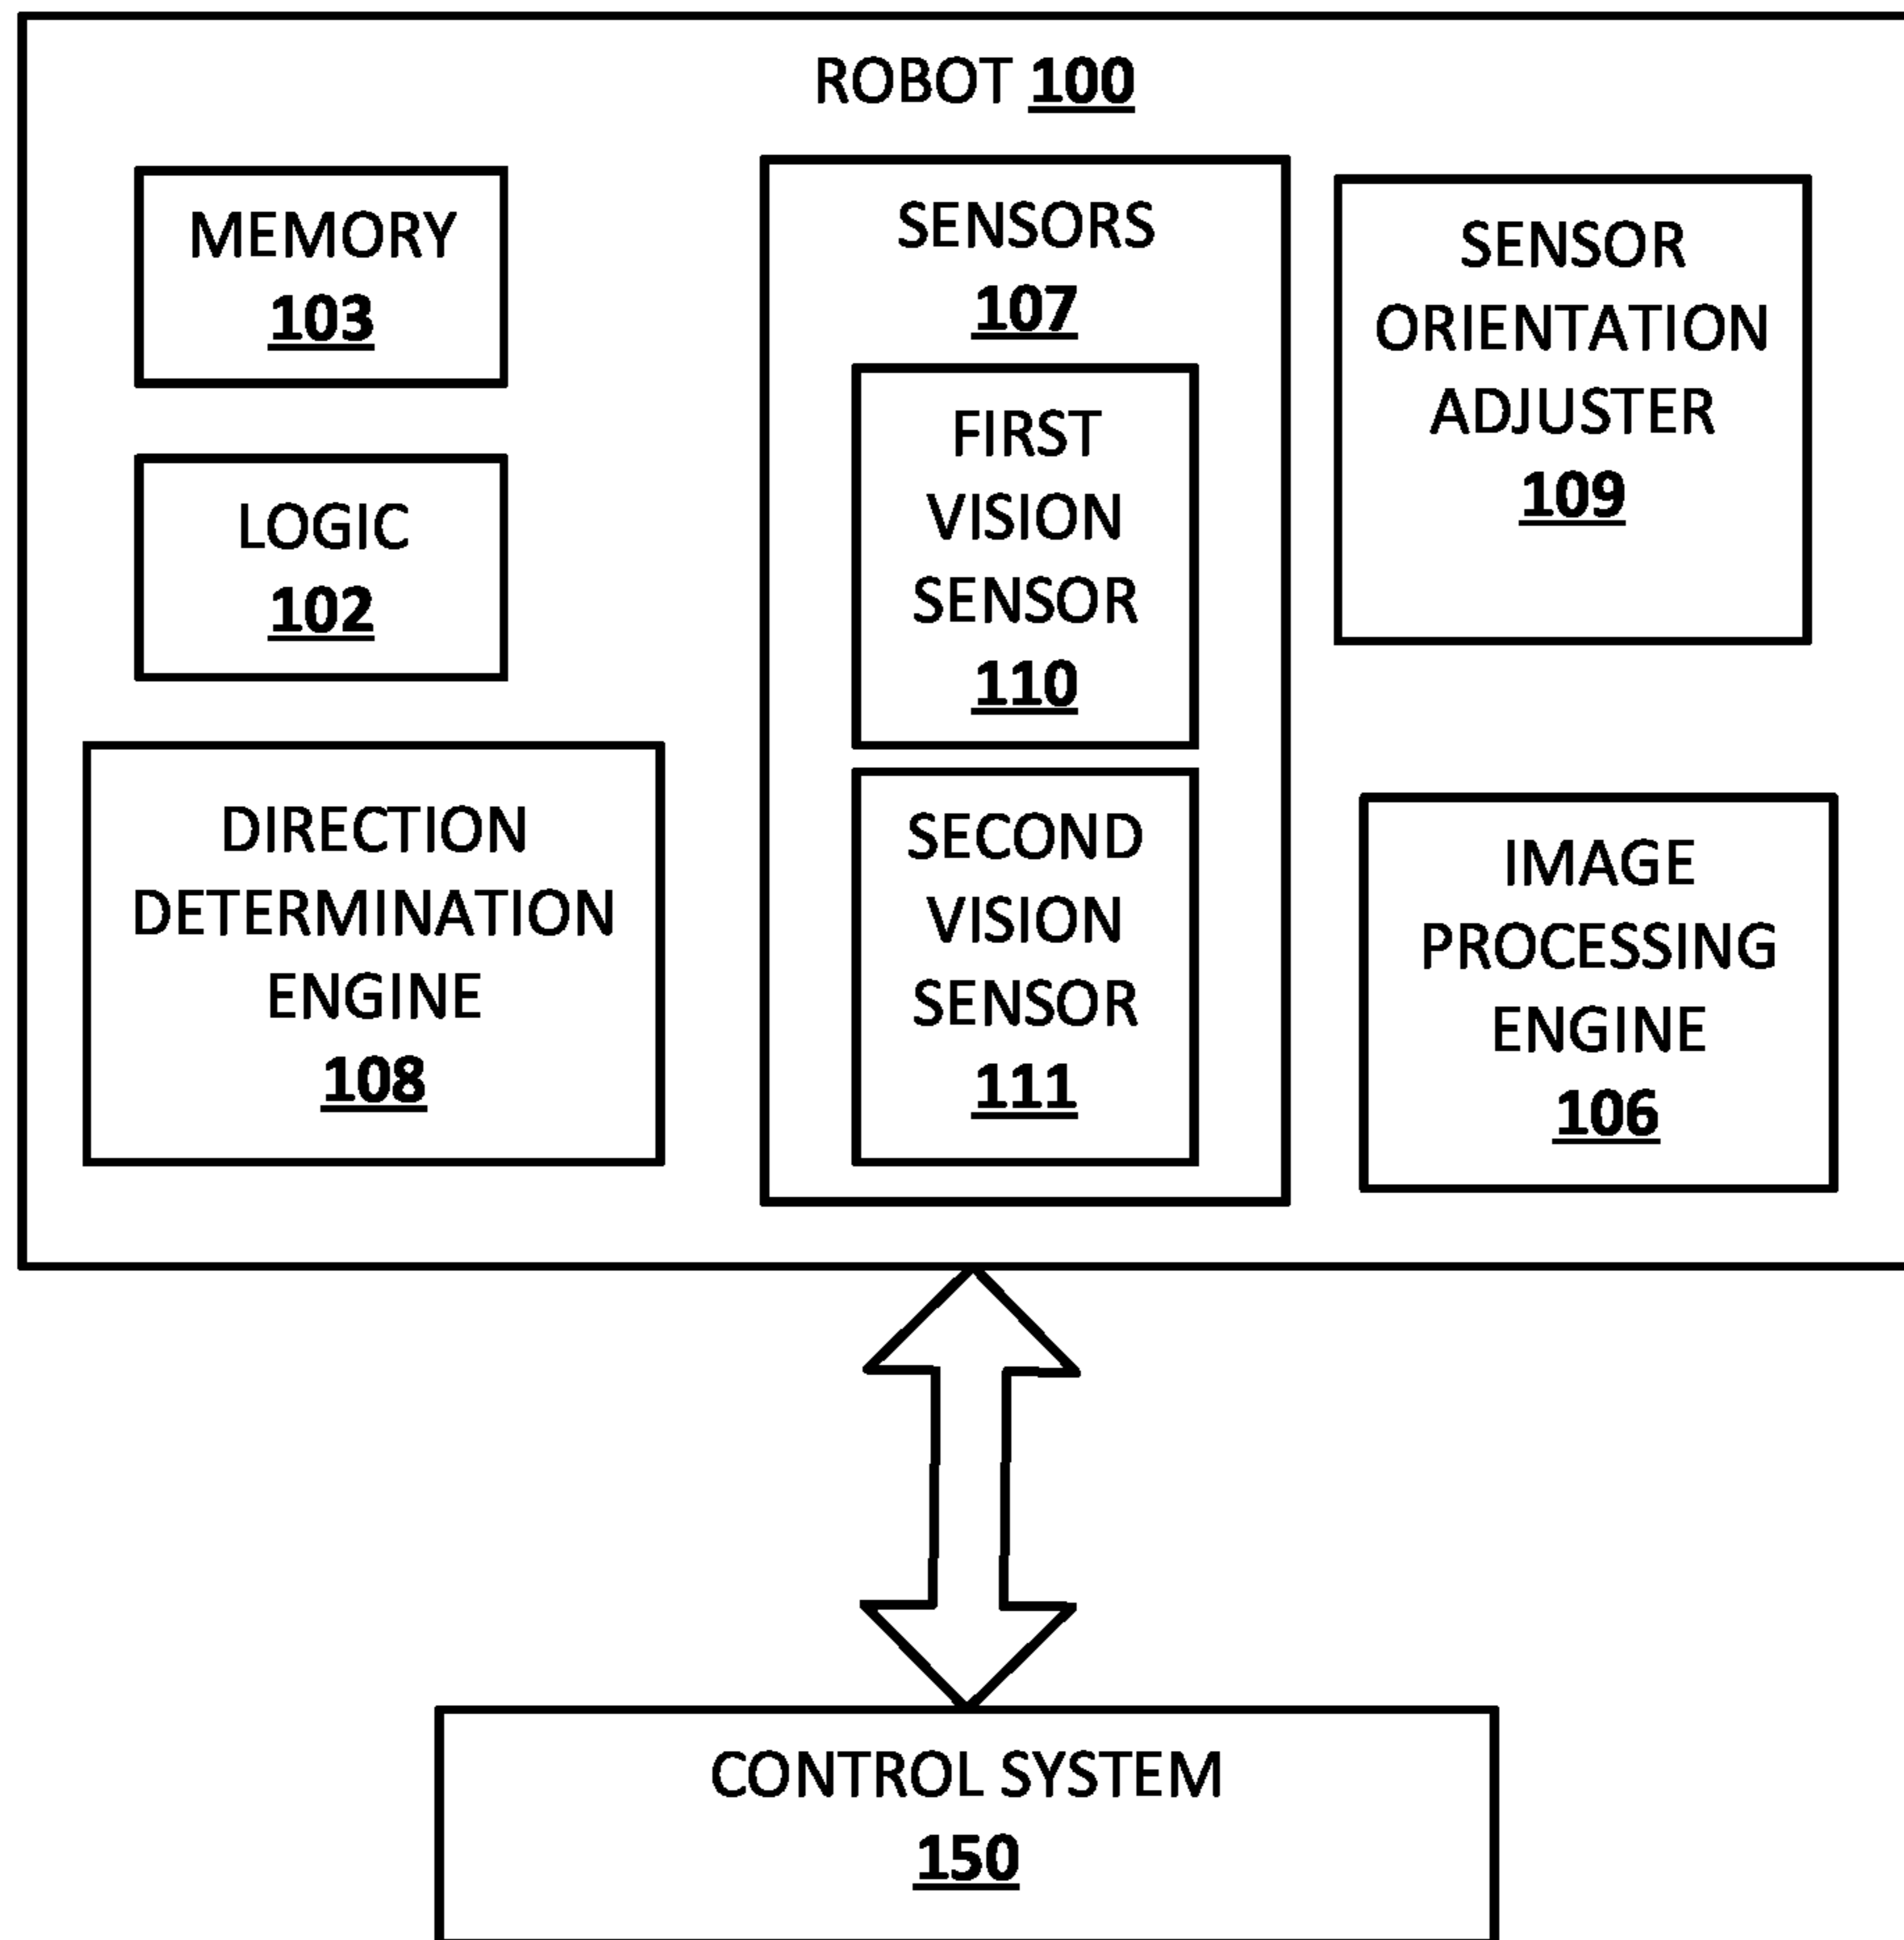 ROBOT 100
MEMORY
103
LOGIC
102
DIRECTION
DETERMINATION
ENGINE
108
SENSORS
107
FIRST
VISION
SENSOR
110
SECOND
VISION
SENSOR
111
SENSOR
ORIENTATION
ADJUSTER
109
IMAGE
PROCESSING
ENGINE
106
CONTROL SYSTEM
150